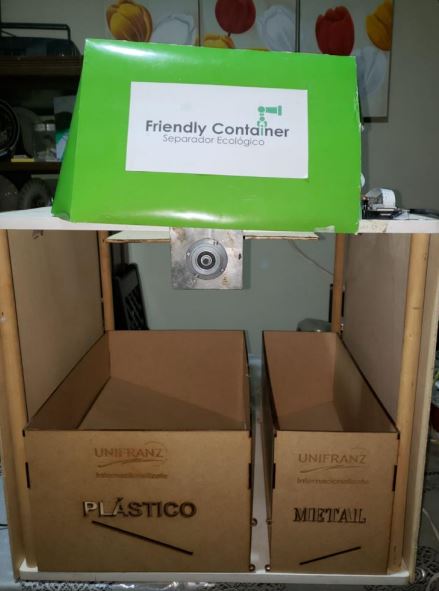 Friendly Container
Separador Ecológico
UNIFRANZ
Internacionalízate
PLÁSTICO
UNIFRANZ
Internacionalízate
METAL